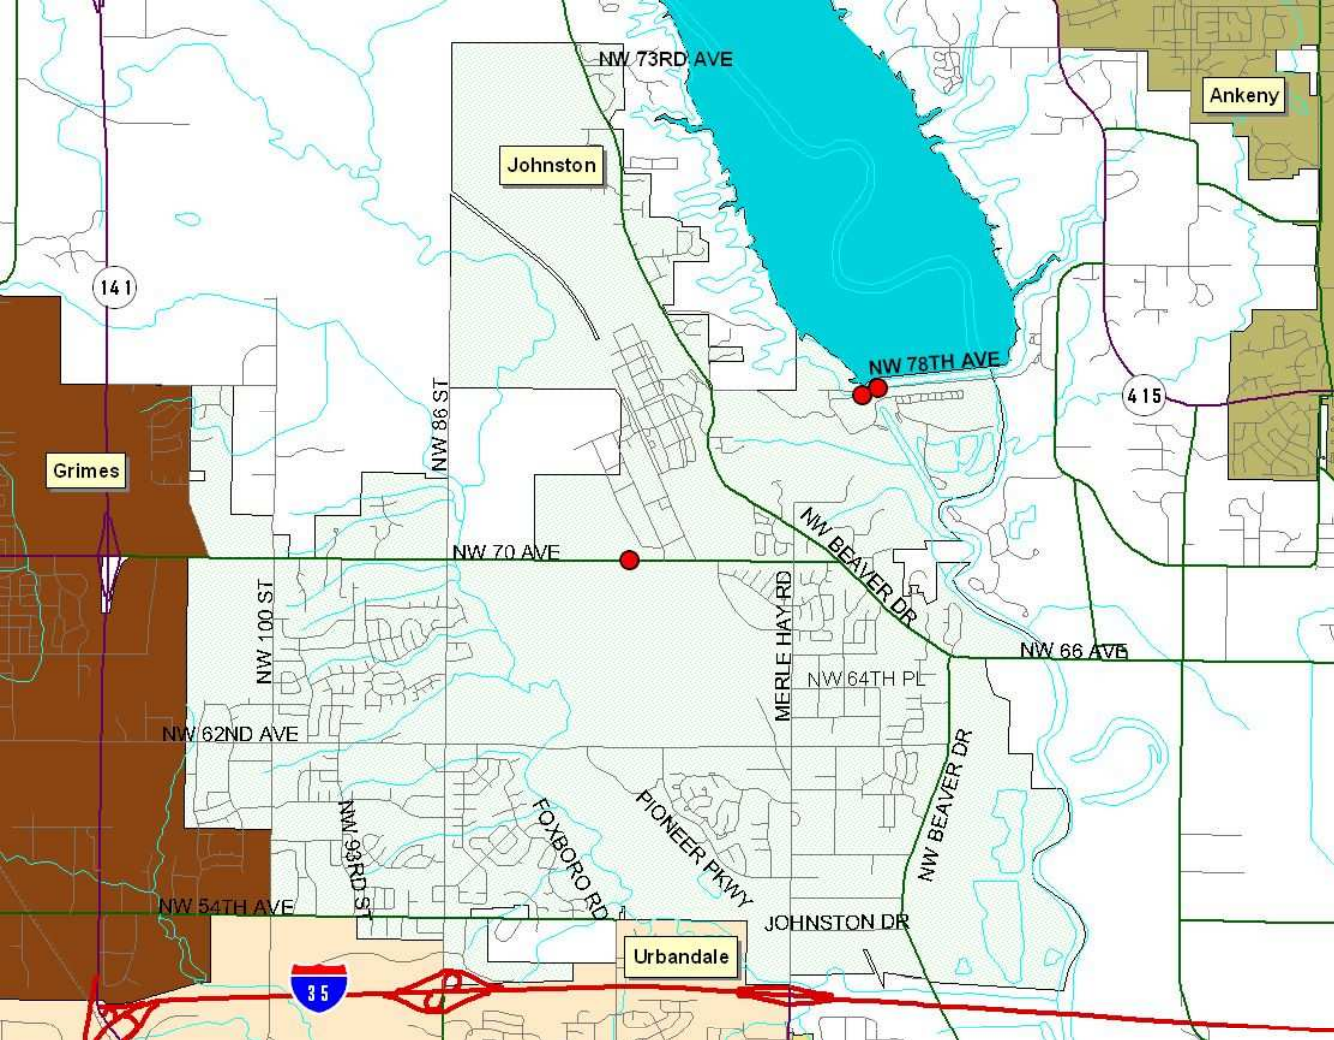 NW 73RD AVE
Ankeny
Johnston
141
NW 78TH AVE
415
NW 86 ST
Grimes
NW BEAVER DR
NW 70 AVE
NW 100 ST
MERLE HAY RD
NW 66 AVE
NW 64TH PL
NW 62ND AVE
NW BEAVER DR
NW 93RD ST
FOXBORO RD
PIONEER PKWY
NW 54TH AVE
JOHNSTON DR
Urbandale
35